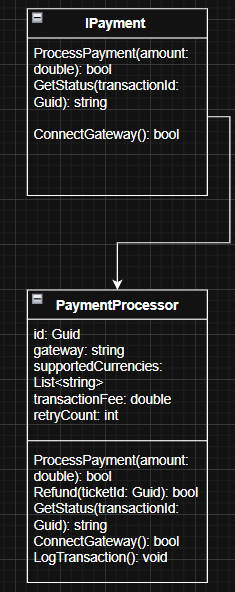 IPayment
ProcessPayment(amount:
double): bool
GetStatus(transactionId:
Guid): string
ConnectGateway(): bool
PaymentProcessor
id: Guid
gateway: string
supportedCurrencies:
List<string>
transactionFee: double
retryCount: int
ProcessPayment(amount:
double): bool
Refund(ticketId: Guid): bool
GetStatus(transactionId:
Guid): string
ConnectGateway(): bool
LogTransaction(): void